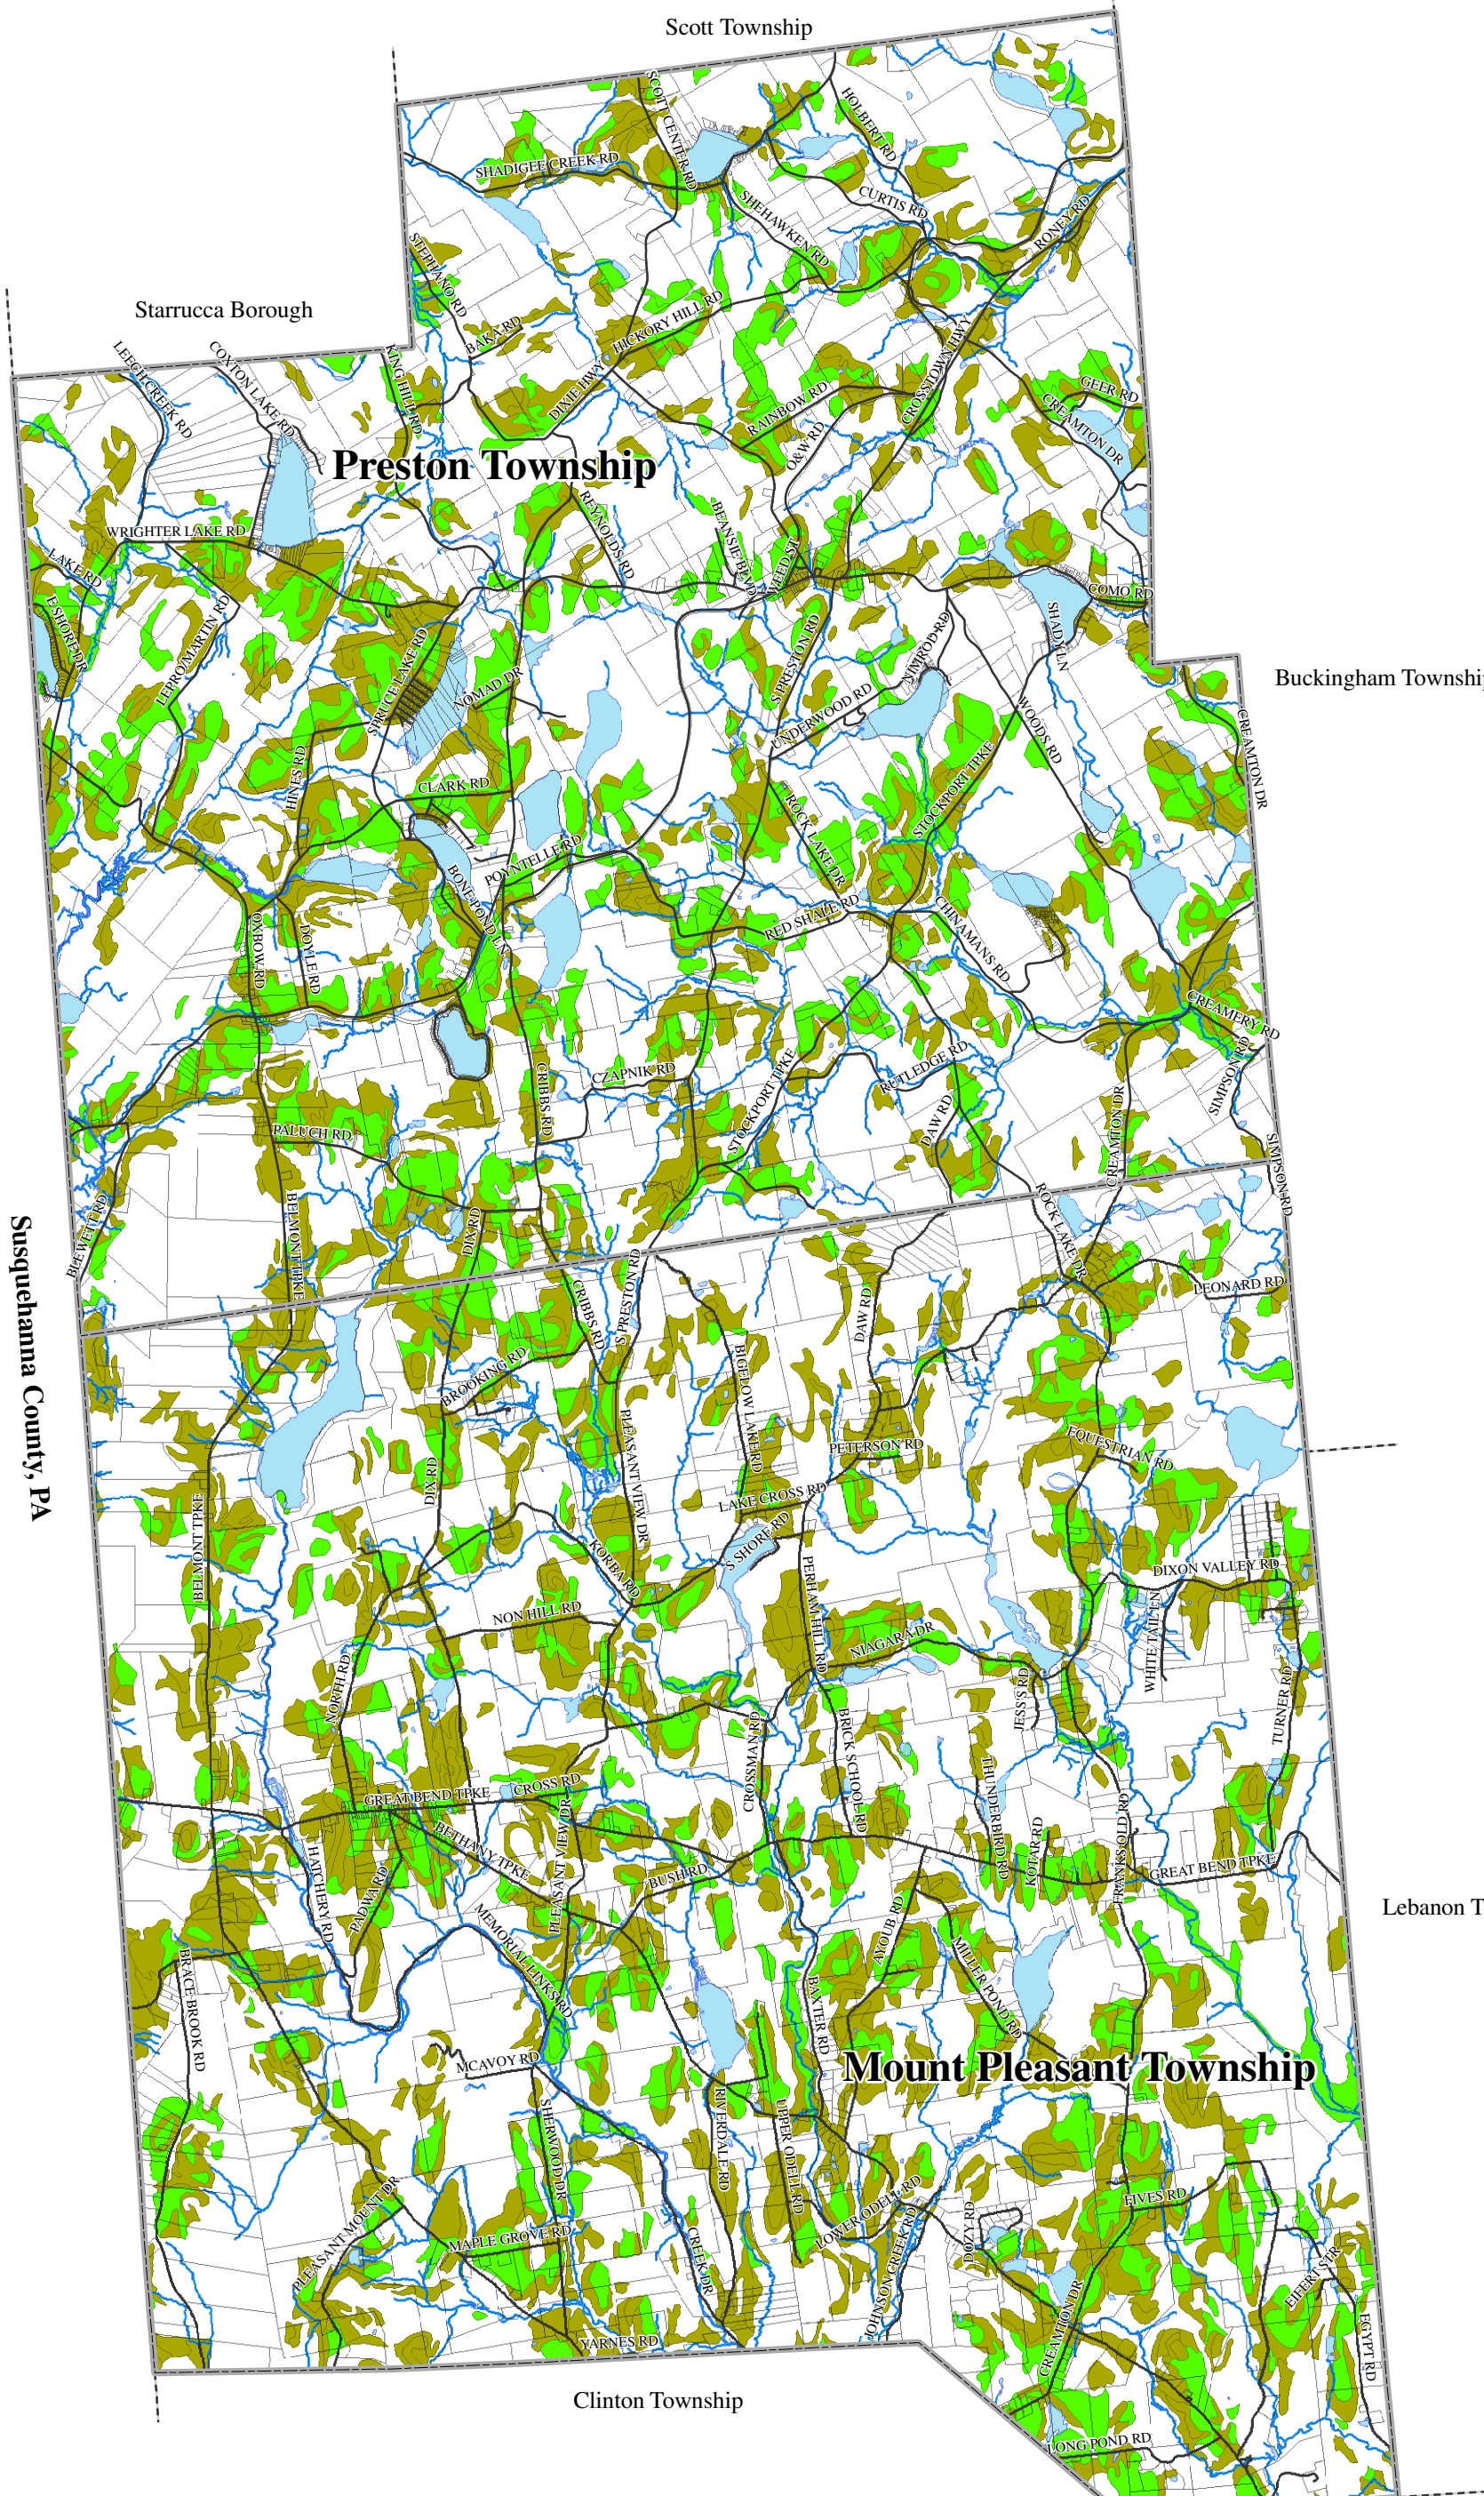 Scott Township
SCOTT CENTER RD
HOLBERT RD
SHADIGEE CREEK RD
CURTIS RD
SHEHAWKEN RD
RONEY RD
STEPHANO RD
Starrucca Borough
BAKA RD
HICKORY HILL RD
LEECH CREEK RD
COXTON LAKE RD
KING HILL RD
DIXIE HWY
CROSSTOWN HWY
RAINBOW RD
GEER RD
CREAMTON DR
O&W RD
Preston Township
REYNOLDS RD
BEANSIE BLVD
WEED ST
WRIGHTER LAKE RD
LAKE RD
E SHORE DR
COMO RD
SHADY LN
LEPRO/MARTIN RD
SPRUCE LAKE RD
NOMAD DR
S PRESTON RD
NIMROD RD
UNDERWOOD RD
WOODS RD
Buckingham Townshi
CREAMTON DR
HINES RD
CLARK RD
STOCKPORT TPKE
ROCK LAKE DR
POYNTELLE RD
BONE POND LN
OXBOW RD
DOYLE RD
RED SHALE RD
CHINAMANS RD
CREAMERY RD
SIMPSON RD
CZAPNIK RD
CRIBBS RD
STOCKPORT TPKE
RUTLEDGE RD
DAW RD
CREAMTON DR
SIMPSON RD
PALUCH RD
BELMONT TPKE
BLEWETT RD
DIX RD
ROCK LAKE DR
Susquehanna County, PA
CRIBBS RD
S PRESTON RD
DAW RD
LEONARD RD
BROOKING RD
BIGELOW LAKE RD
PLEASANT VIEW DR
PETERSON RD
EQUESTRIAN RD
DIX RD
LAKE CROSS RD
S SHORE RD
BELMONT TPKE
KORBA RD
PERHAM HILL RD
DIXON VALLEY RD
WHITE TAIL LN
NON HILL RD
NIAGARA DR
NORTH RD
JESS'S RD
TURNER RD
CROSSMAN RD
BRICK SCHOOL RD
GREAT BEND TPKE
CROSS RD
THUNDERBIRD RD
KOTAR RD
FRANKS OLD RD
GREAT BEND TPKE
BETHANY TPKE
PLEASANT VIEW DR
HATCHERY RD
PADWA RD
BUSH RD
Lebanon T
MEMORIAL LINKS RD
AYOUB RD
MILLER POND RD
BRACE BROOK RD
BAXTER RD
MCAVOY RD
Mount Pleasant Township
SHERWOOD DR
RIVERDALE RD
UPPER ODELL RD
LOWER ODELL RD
FIVES RD
DOOLY RD
PLEASANT MOUNT DR
MAPLE GROVE RD
CREEK DR
JOHNSON CREEK RD
EIFERT STR
CREAMTON DR
EGYPT RD
YARNES RD
Clinton Township
LONG POND RD